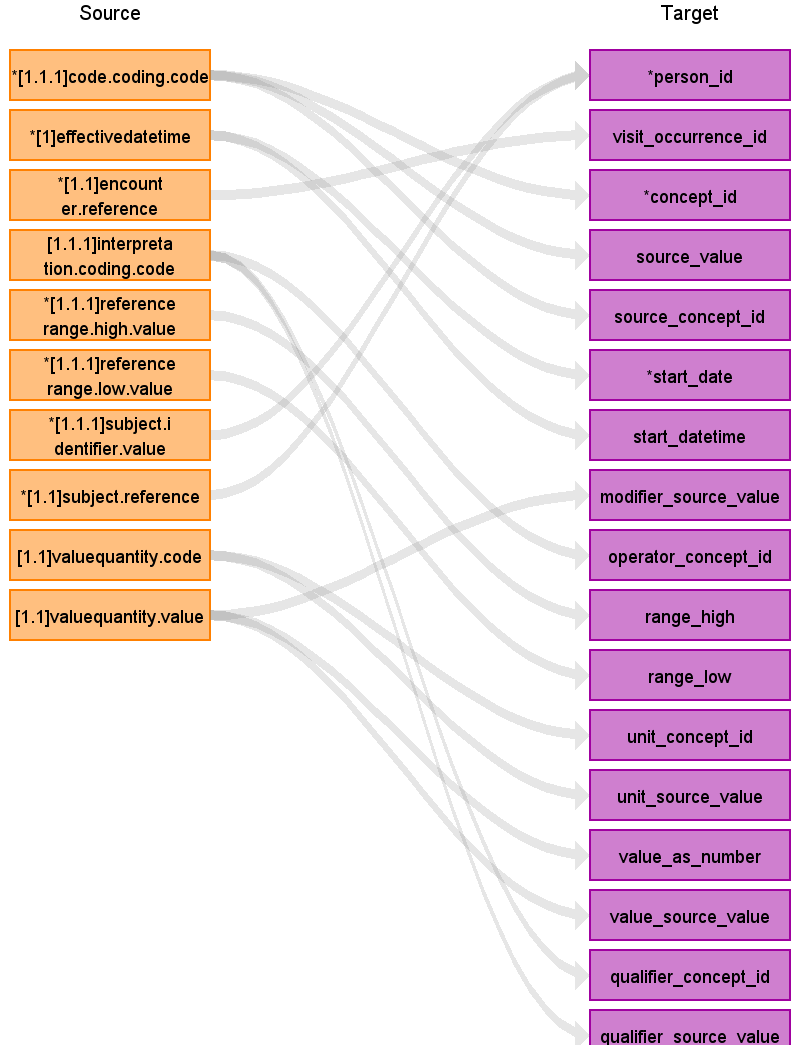 Source
Target
*[1.1.1]code.coding.code
*[1]effectivedatetime
*[1.1]encount
er.reference
[1.1.1]interpreta
tion.coding.code
*[1.1.1]reference
range.high.value
*[1.1.1]reference
range.low.value
*[1.1.1]subject.i
dentifier.value
*[1.1]subject.reference
[1.1]valuequantity.code
[1.1]valuequantity.value
*person_id
visit_occurrence_id
*concept_id
source_value
source_concept_id
*start_date
start_datetime
modifier_source_value
operator_concept_id
range_high
range_low
unit_concept_id
unit_source_value
value_as_number
value_source_value
qualifier_concept_id
qualifier_source_value